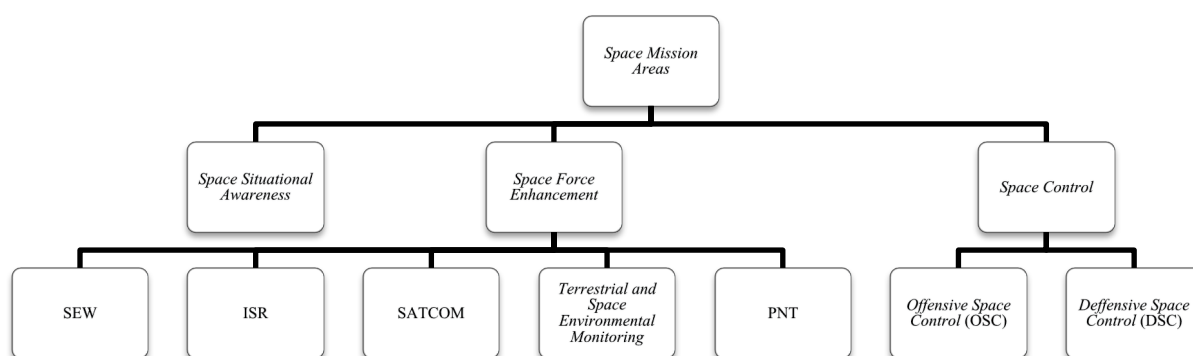 Space Mission
Areas
Space Situational
Awareness
Space Force
Enhancement
Space Control
SEW
ISR
SATCOM
Terrestrial and
Space
Environmental
Monitoring
PNT
Offensive Space
Control (OSC)
Deffensive Space
Control (DSC)